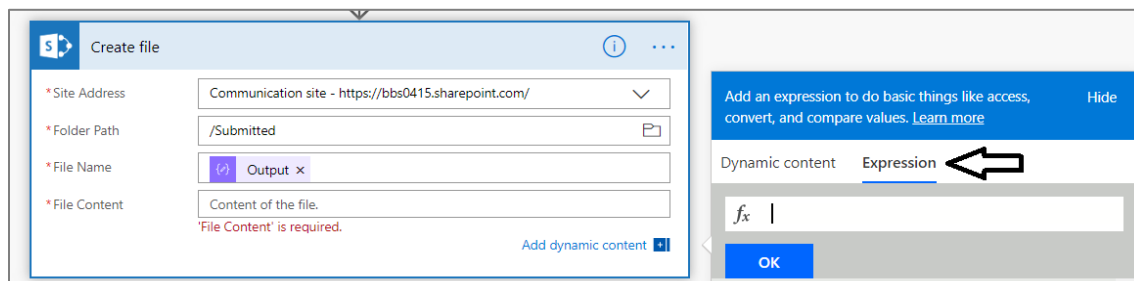 Create file
*Site Address
Communication site - https://bbs0415.sharepoint.com/
*Folder Path
/Submitted
*File Name
Output ×
*File Content
Content of the file.
'File Content' is required.
Add dynamic content
Add an expression to do basic things like access,
convert, and compare values. Learn more
Hide
Dynamic content Expression
fx
OK